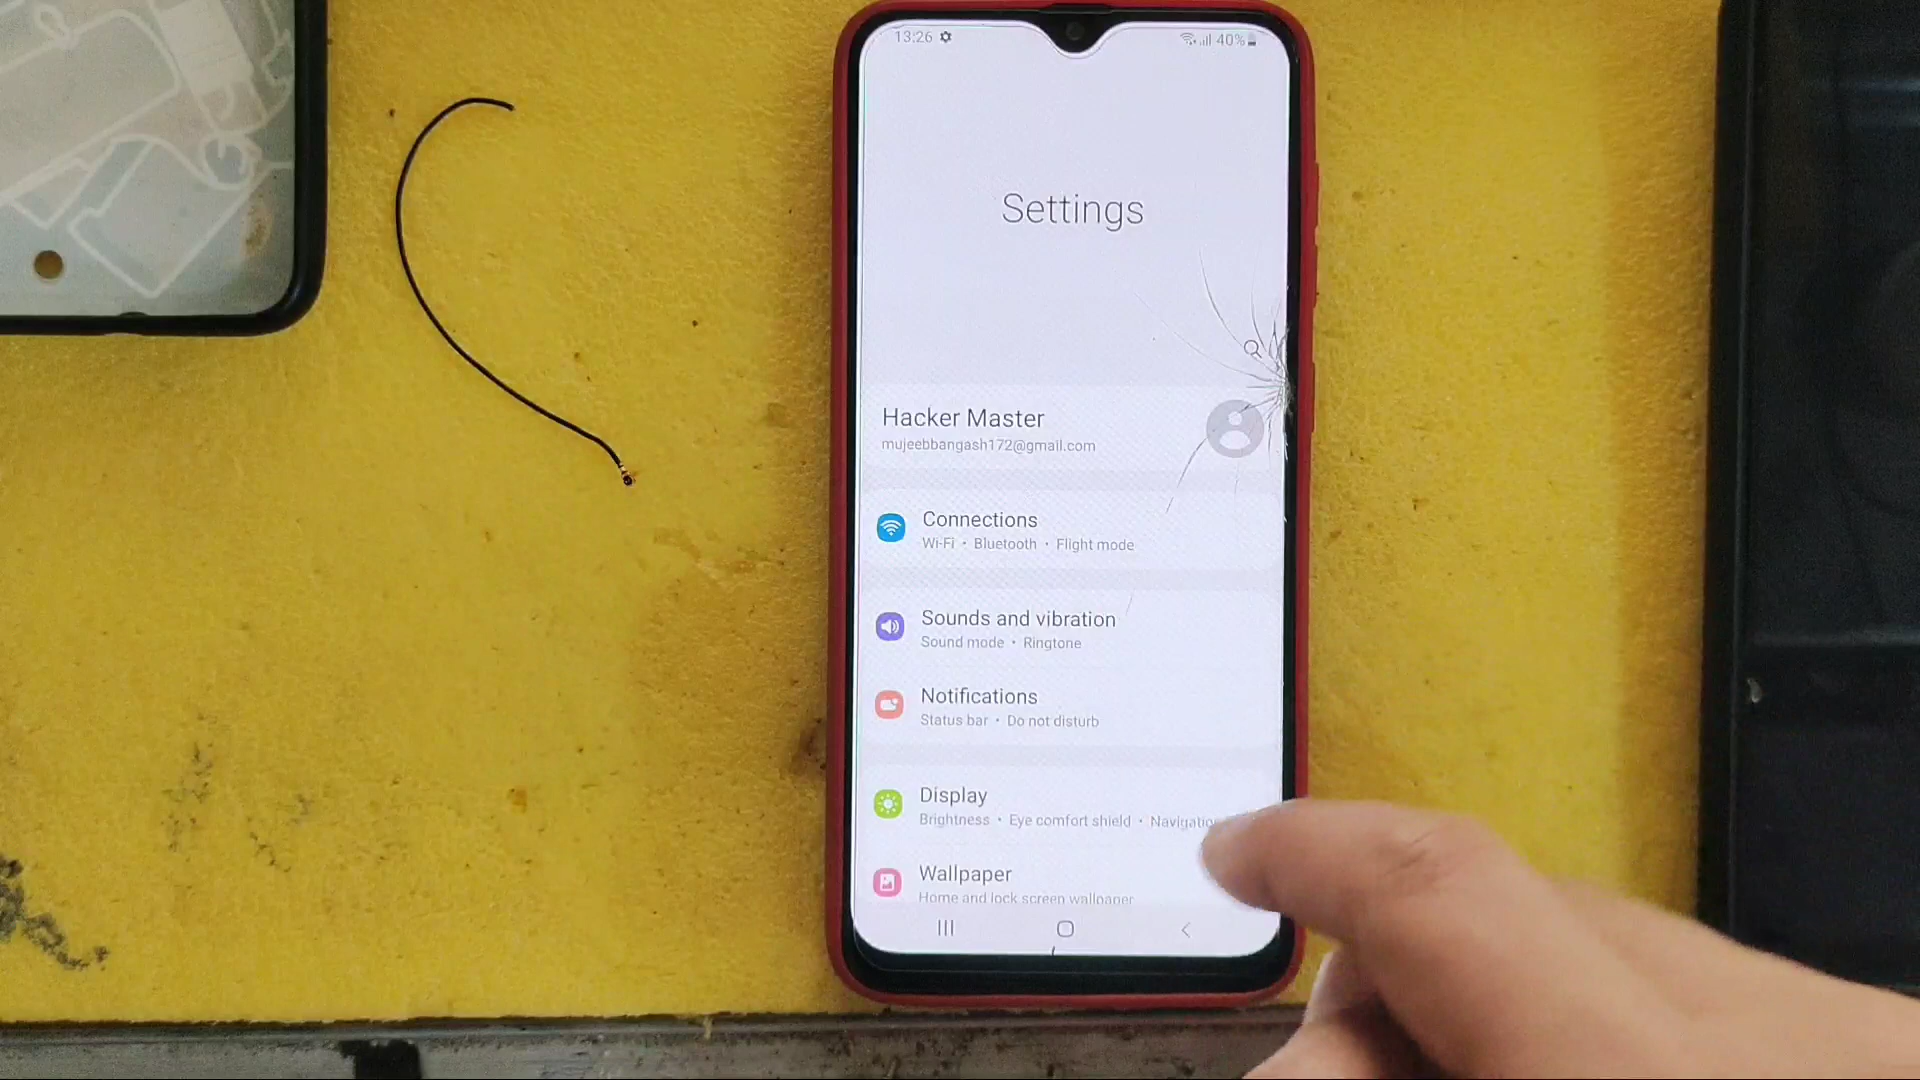 13:26 40%
Settings
Hacker Master
mujeebbangash172@gmail.com
Connections
Wi-Fi • Bluetooth • Flight mode
Sounds and vibration
Sound mode • Ringtone
Notifications
Status bar • Do not disturb
Display
Brightness • Eye comfort shield •
Wallpaper
Home and lock screen wallpaper